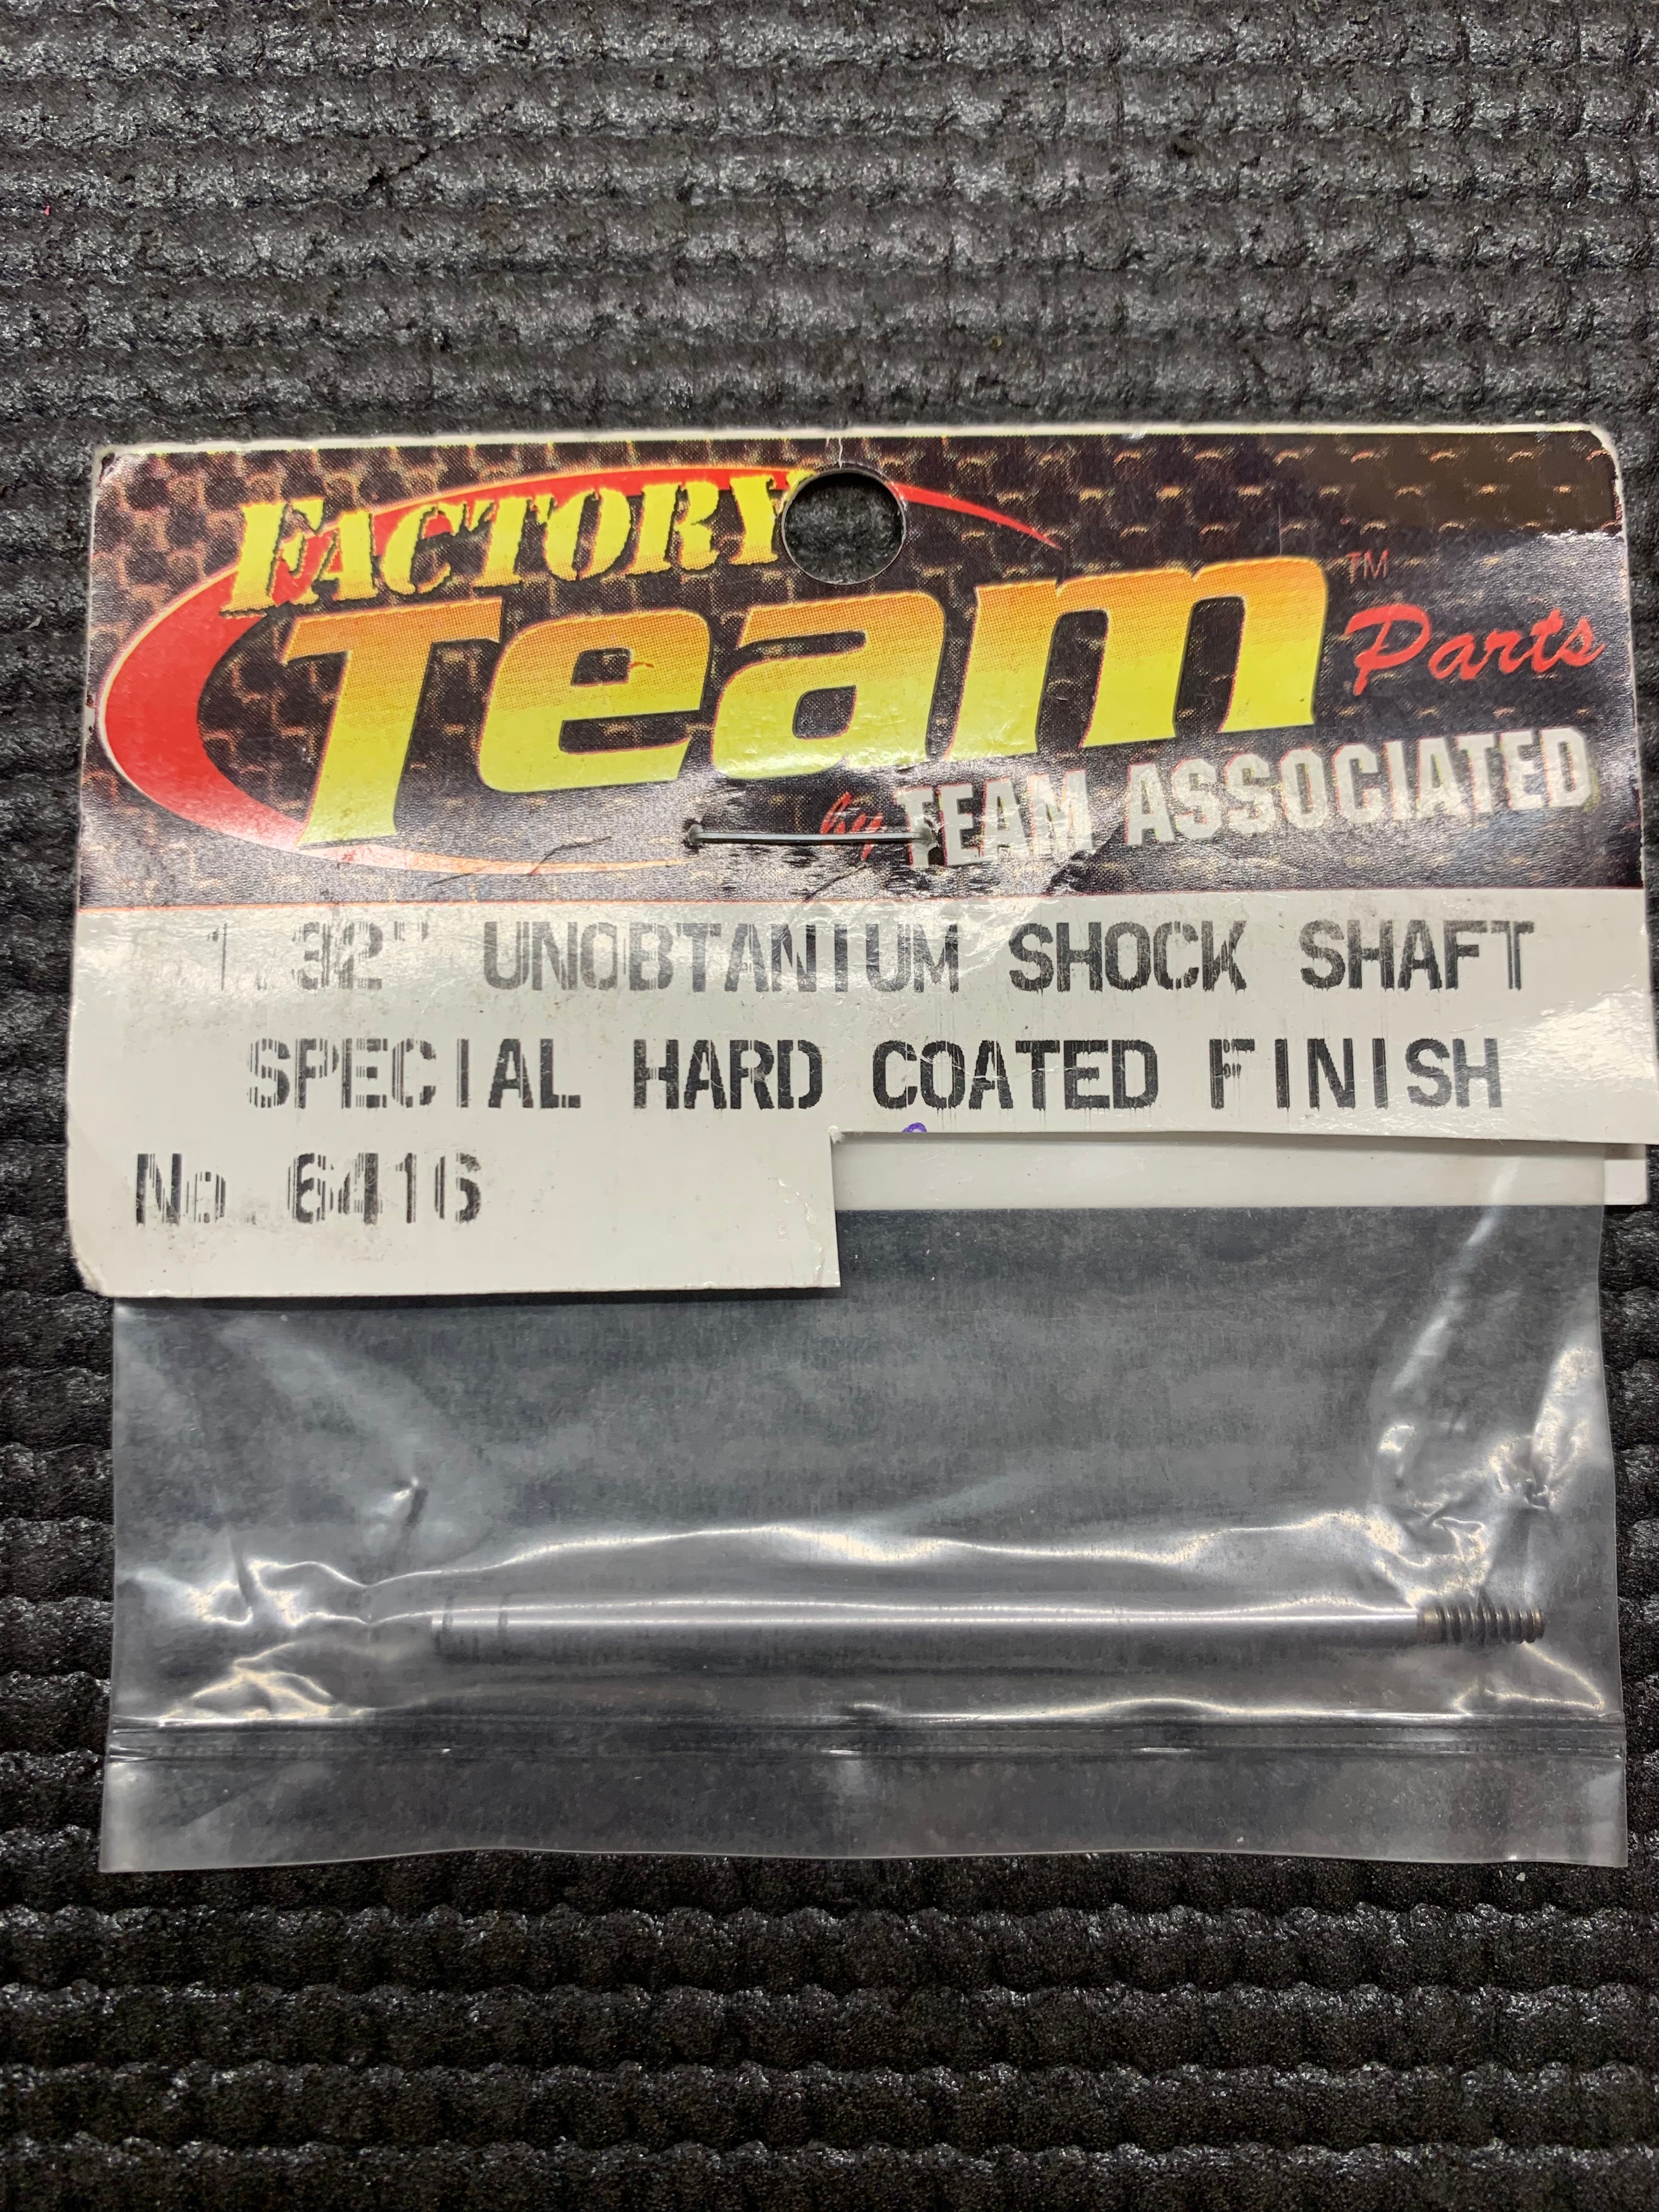 FACTORY
Team™ Parts
by TEAM ASSOCIATED
1.32" UNOBTANIUM SHOCK SHAFT
SPECIAL HARD COATED FINISH
No. 6416